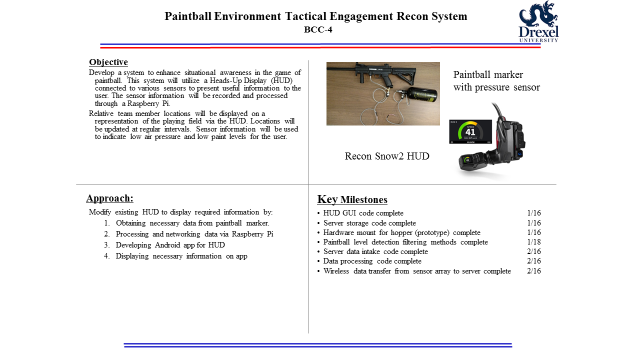 Paintball Environment Tactical Engagement Recon System
BCC-4
Drexel
UNIVERSITY
Objective
Develop a system to enhance situational awareness in the game of
paintball. This system will utilize a Heads-Up Display (HUD)
connected to various sensors to present useful information to the
user. The sensor information will be recorded and processed
through a Raspberry Pi.
Relative team member locations will be displayed on a
representation of the playing field via the HUD. Locations will
be updated at regular intervals. Sensor information will be used
to indicate low air pressure and low paint levels for the user.
Paintball marker
with pressure sensor
41
Recon Snow2 HUD
Approach:
Modify existing HUD to display required information by:
1. Obtaining necessary data from paintball marker.
2. Processing and networking data via Raspberry Pi
3. Developing Android app for HUD
4. Displaying necessary information on app
Key Milestones
• HUD GUI code complete 1/16
• Server storage code complete 1/16
• Hardware mount for hopper (prototype) complete 1/16
• Paintball level detection filtering methods complete 1/18
• Server data intake code complete 2/16
• Data processing code complete 2/16
• Wireless data transfer from sensor array to server complete 2/16